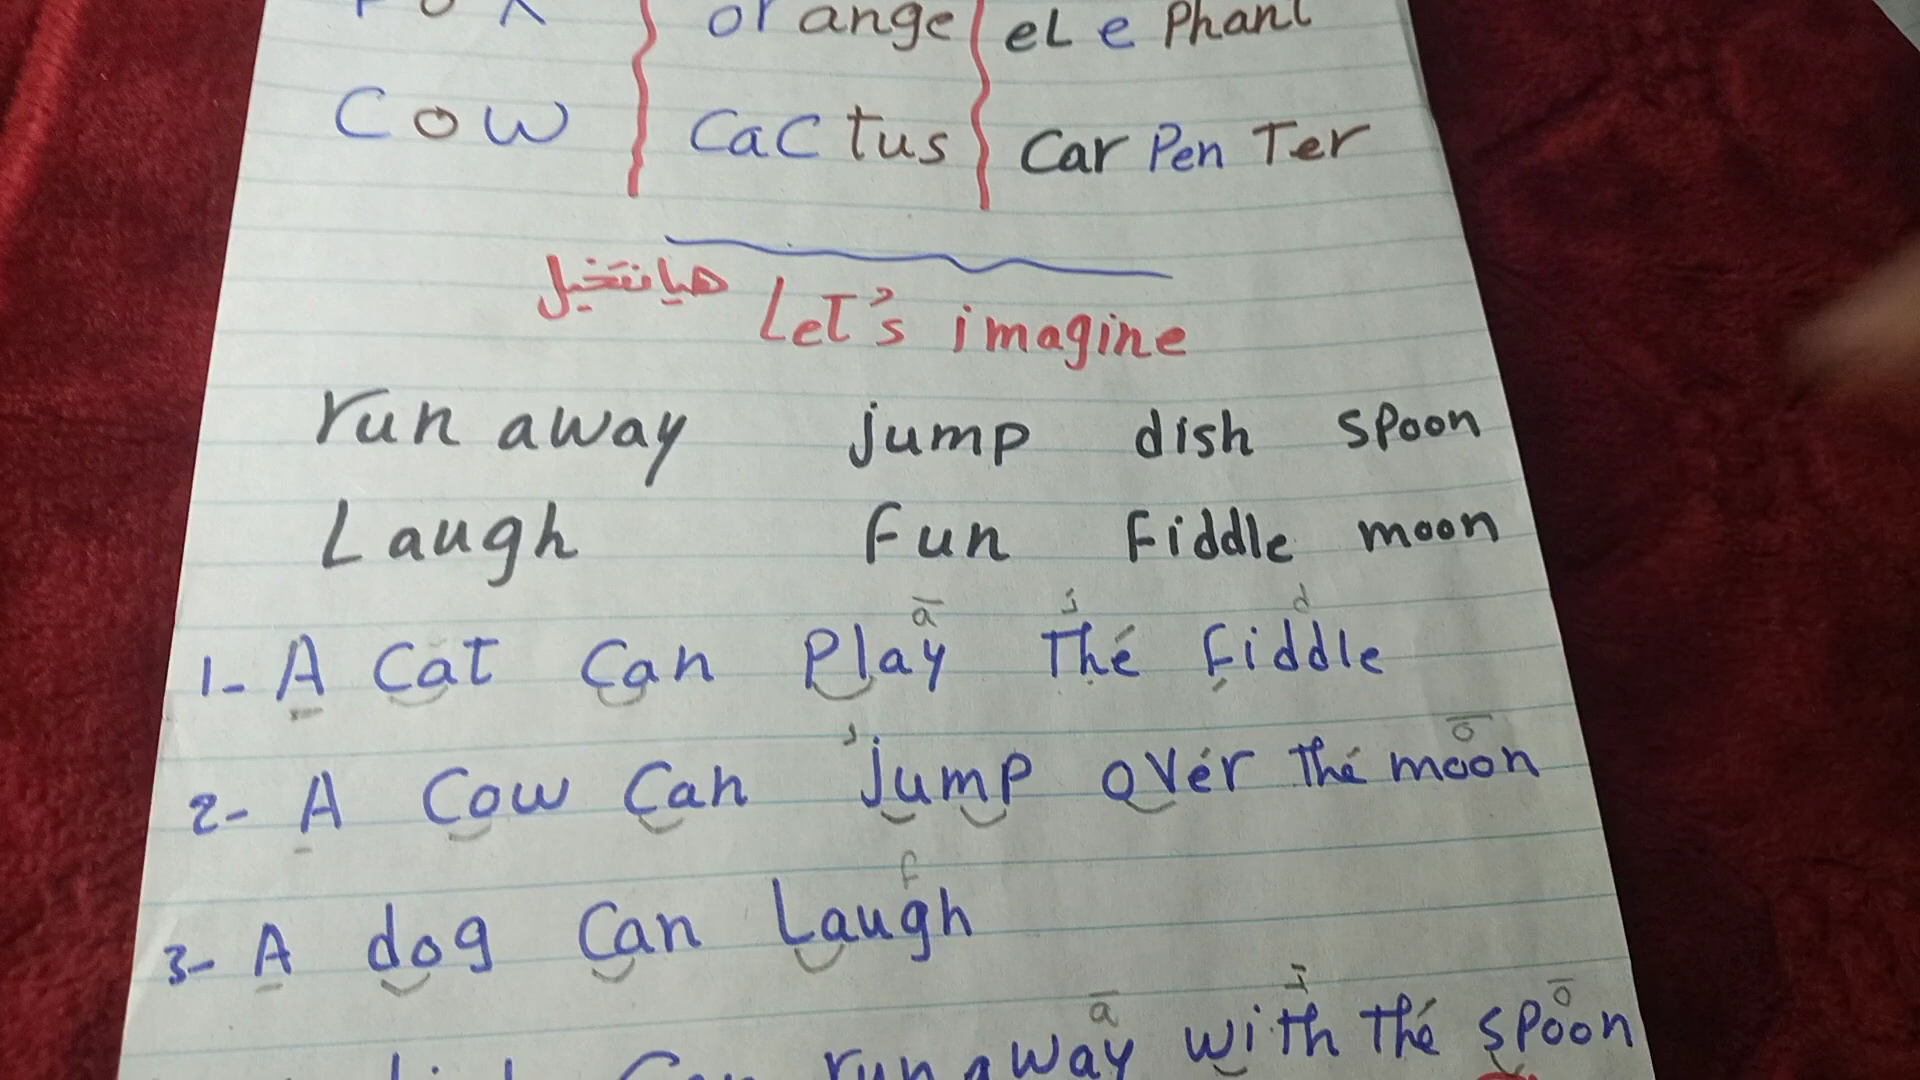 orange eLephant
Cow CaCtus CarPenTer
هيا نتخيل LeT's imagine
run away jump dish spoon
Laugh fun fiddle moon
ā ذ d
1- A CaT Can Play The fiddle
ō
2- A Cow Can jump over the moon
f
3- A dog Can Laugh
ā ō
Can run away with the spoon